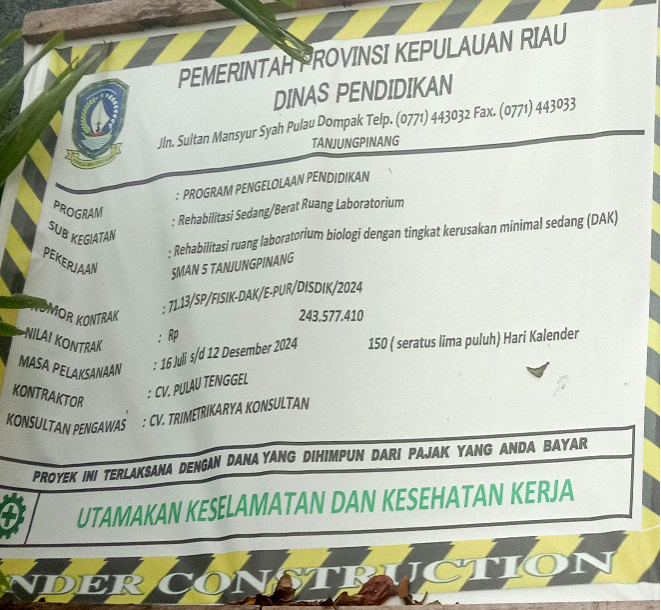 PEMERINTAH PROVINSI KEPULAUAN RIAU
DINAS PENDIDIKAN
Jln. Sultan Mansyur Syah Pulau Dompak Telp. (0771) 443032 Fax. (0771) 443033
TANJUNGPINANG
PROGRAM : PROGRAM PENGELOLAAN PENDIDIKAN
SUB KEGIATAN : Rehabilitasi Sedang/Berat Ruang Laboratorium
PEKERJAAN : Rehabilitasi ruang laboratorium biologi dengan tingkat kerusakan minimal sedang (DAK)
SMAN 5 TANJUNGPINANG
NOMOR KONTRAK : 71.13/SP/FISIK-DAK/E-PUR/DISDIK/2024
NILAI KONTRAK : Rp 243.577.410
MASA PELAKSANAAN : 16 Juli s/d 12 Desember 2024 150 ( seratus lima puluh) Hari Kalender
KONTRAKTOR : CV. PULAU TENGGEL
KONSULTAN PENGAWAS : CV. TRIMETRIKARYA KONSULTAN
PROYEK INI TERLAKSANA DENGAN DANA YANG DIHIMPUN DARI PAJAK YANG ANDA BAYAR
UTAMAKAN KESELAMATAN DAN KESEHATAN KERJA
NDER CONSTRUCTION